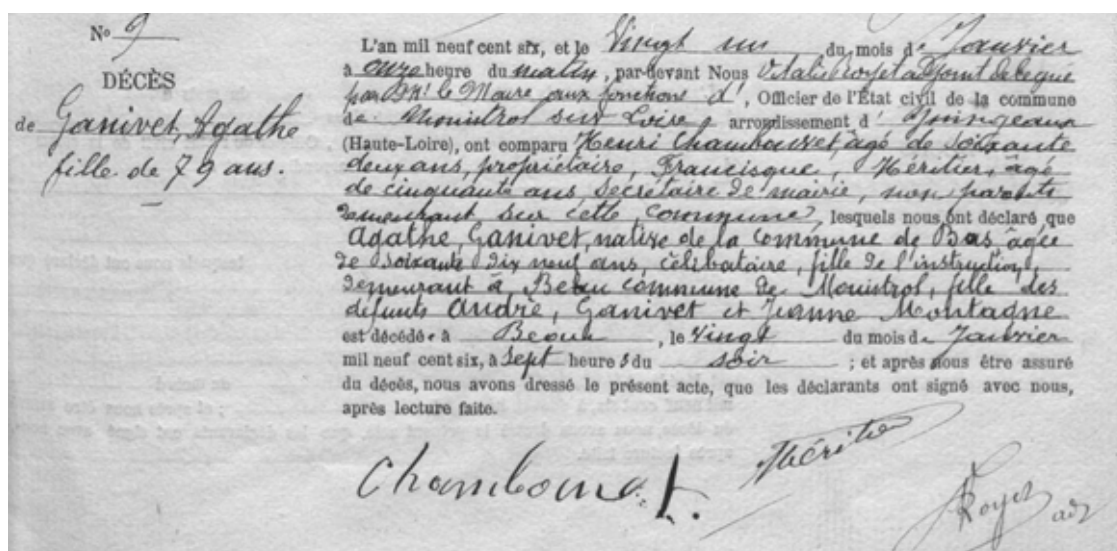 No 9
DÉCÈS
de Ganivet, Agathe
fille de 79 ans.
L'an mil neuf cent six, et le Vingt un du mois de Janvier
à onze heure du matin, par-devant Nous Vital Royet adjoint délégué
par Mr le Maire aux fonctions d', Officier de l'État civil de la commune
de Monistrol sur Loire, arrondissement d'Yssingeaux
(Haute-Loire), ont comparu Henri Chambouvet, âgé de soixante
deux ans, propriétaire, Francisque, Héritier, âgé
de cinquante ans, secrétaire de mairie, non parents
demeurant sur cette commune, lesquels nous ont déclaré que
Agathe, Ganivet, native de la commune de Bas, âgée
de soixante dix neuf ans, célibataire, fille de l'instruction,
demeurant à Beaux commune de Monistrol, fille des
défunts André, Ganivet et Jeanne Montagne
est décédée à Beaux, le vingt du mois de Janvier
mil neuf cent six, à sept heures du soir ; et après nous être assuré
du décès, nous avons dressé le présent acte, que les déclarants ont signé avec nous,
après lecture faite.
Chambouvet.
Héritier
Royet adj